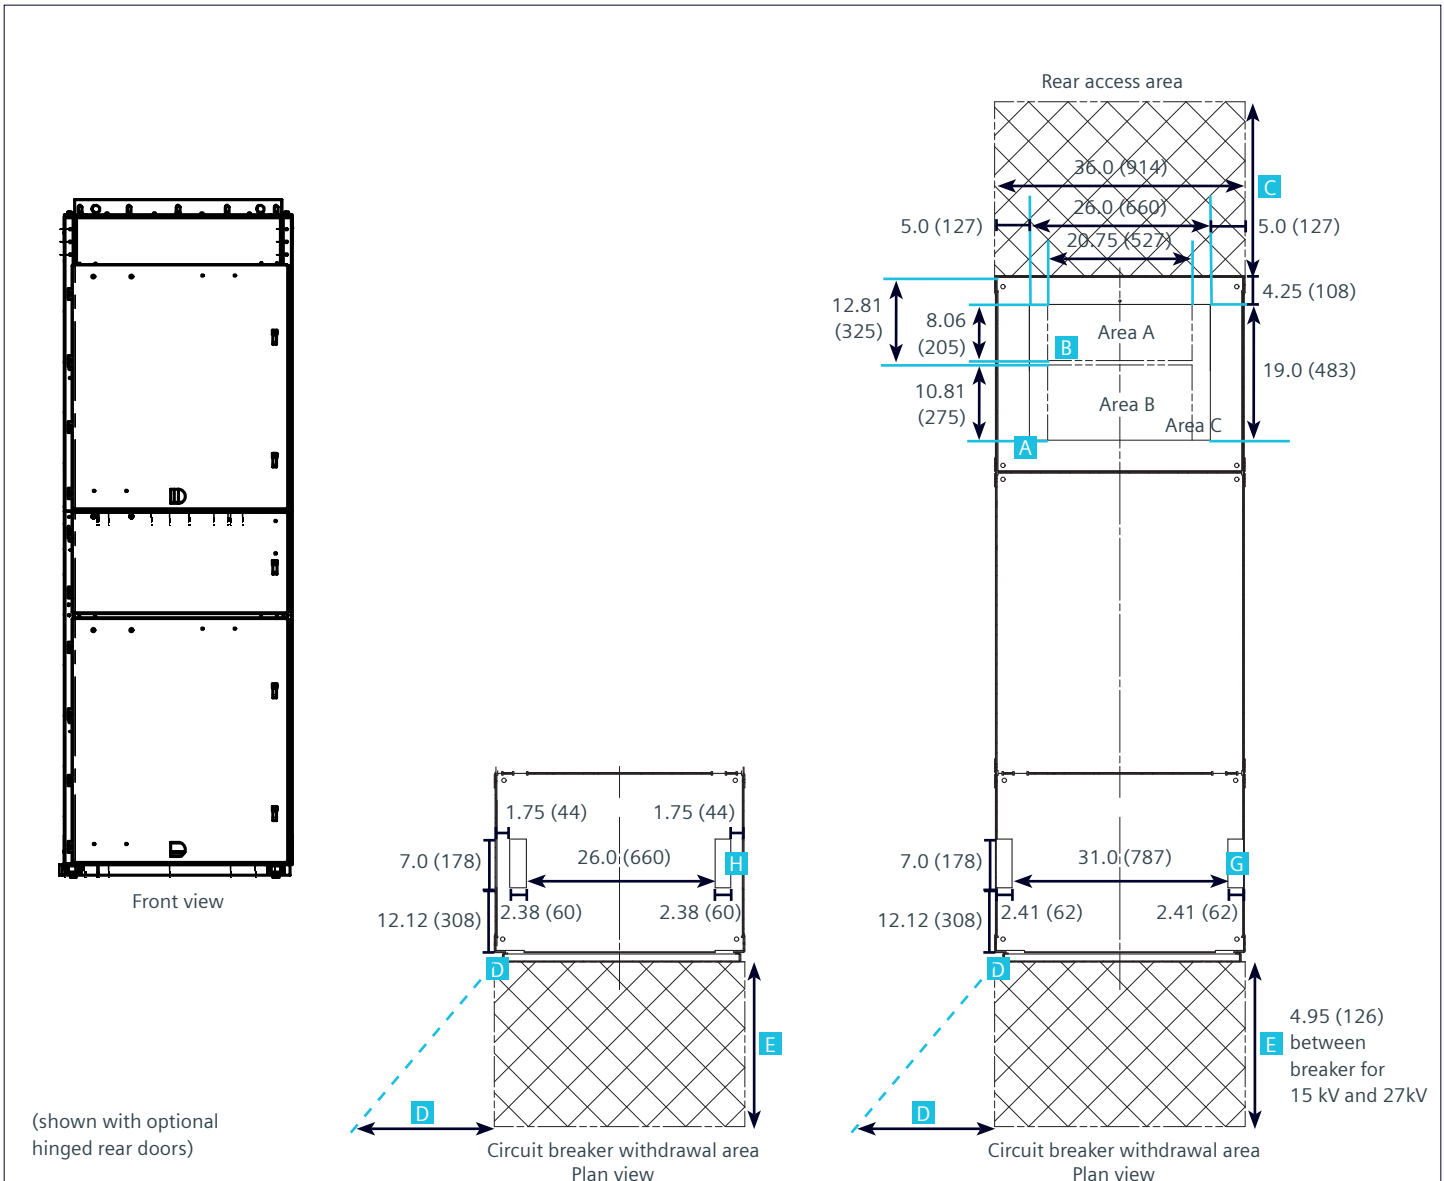 Rear access area
36.0 (914)
C
26.0 (660)
5.0 (127)
5.0 (127)
20.75 (527)
4.25 (108)
12.81
(325)
8.06
(205)
Area A
B
19.0 (483)
10.81
(275)
Area B
Area C
A
1.75 (44)
1.75 (44)
7.0 (178)
26.0 (660)
H
2.38 (60)
2.38 (60)
12.12 (308)
7.0 (178)
31.0 (787)
G
2.41 (62)
2.41 (62)
12.12 (308)
Front view
D
D
E
E
4.95 (126)
between
breaker for
15 kV and 27kV
D
D
(shown with optional
hinged rear doors)
Circuit breaker withdrawal area
Plan view
Circuit breaker withdrawal area
Plan view